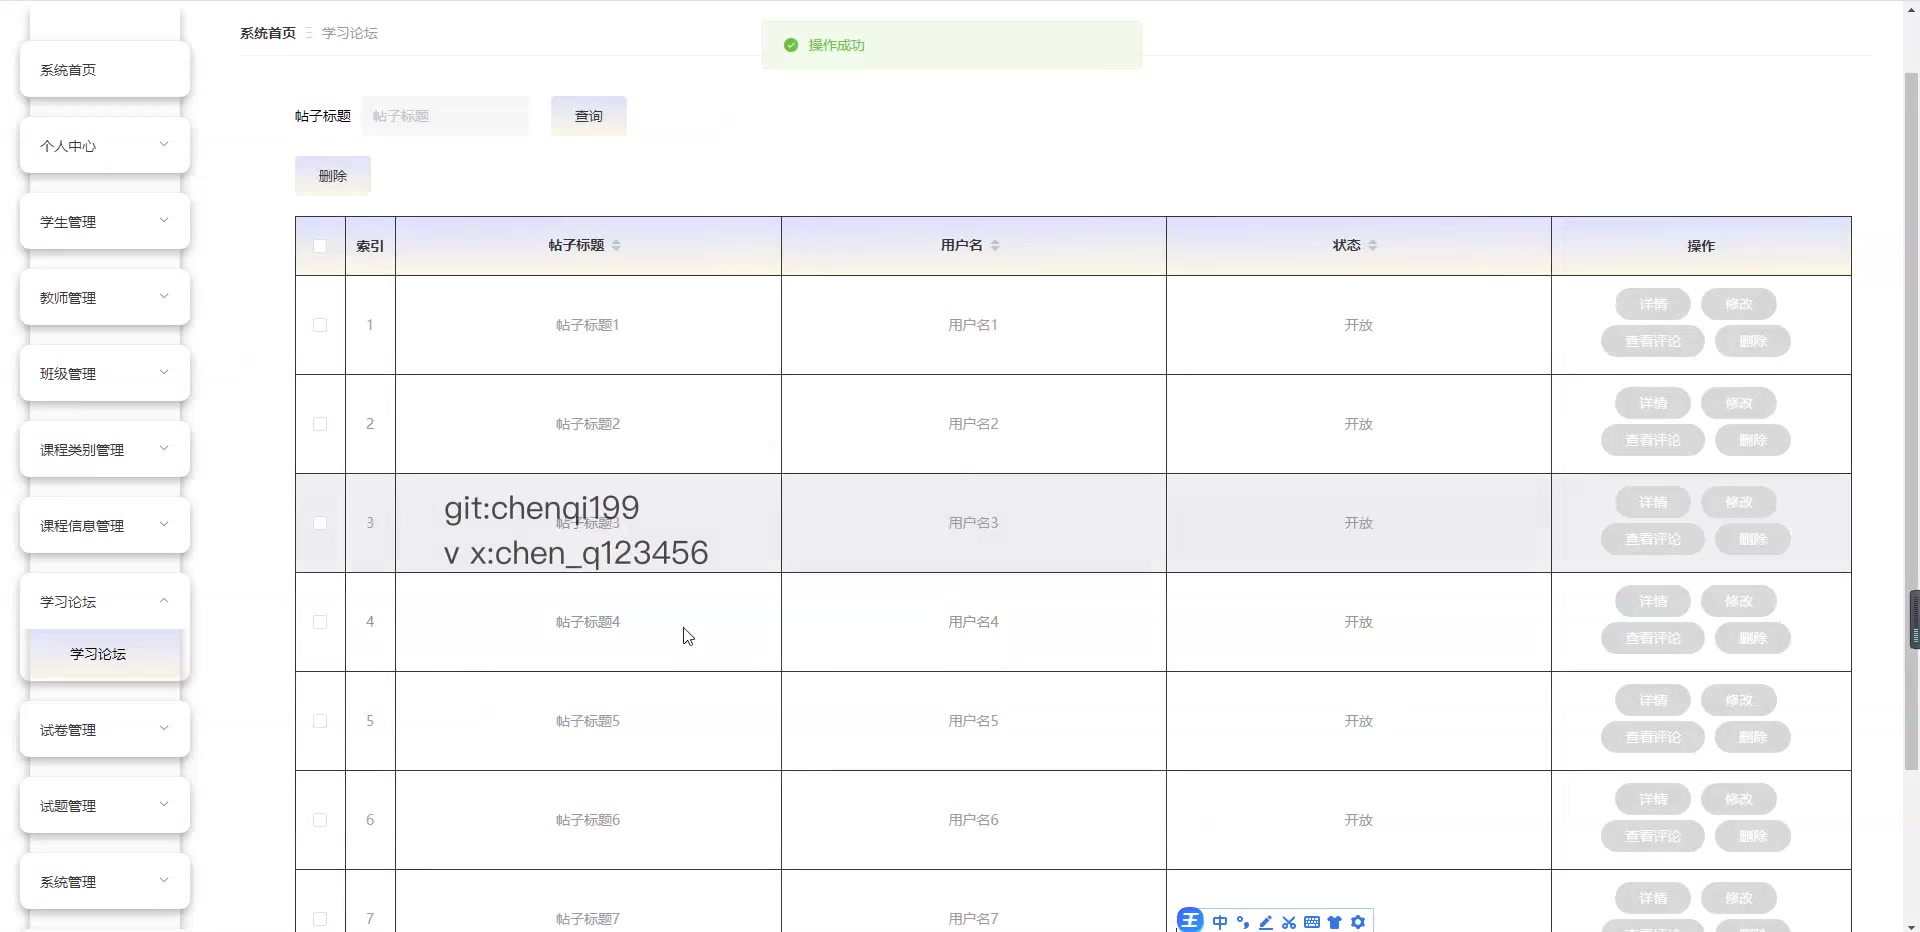 系统首页 学习论坛
操作成功
系统首页
个人中心
学生管理
教师管理
班级管理
课程类别管理
课程信息管理
学习论坛
学习论坛
试卷管理
试题管理
系统管理
帖子标题 帖子标题 查询
删除
索引 帖子标题 用户名 状态 操作
1 帖子标题1 用户名1 开放 详情 修改
查看评论 删除
2 帖子标题2 用户名2 开放 详情 修改
查看评论 删除
git:chenqi199
3 帖子标题3 用户名3 开放 详情 修改
查看评论 删除
v x:chen_q123456
4 帖子标题4 用户名4 开放 详情 修改
查看评论 删除
5 帖子标题5 用户名5 开放 详情 修改
查看评论 删除
6 帖子标题6 用户名6 开放 详情 修改
查看评论 删除
7 帖子标题7 用户名7 详情 修改
王 中